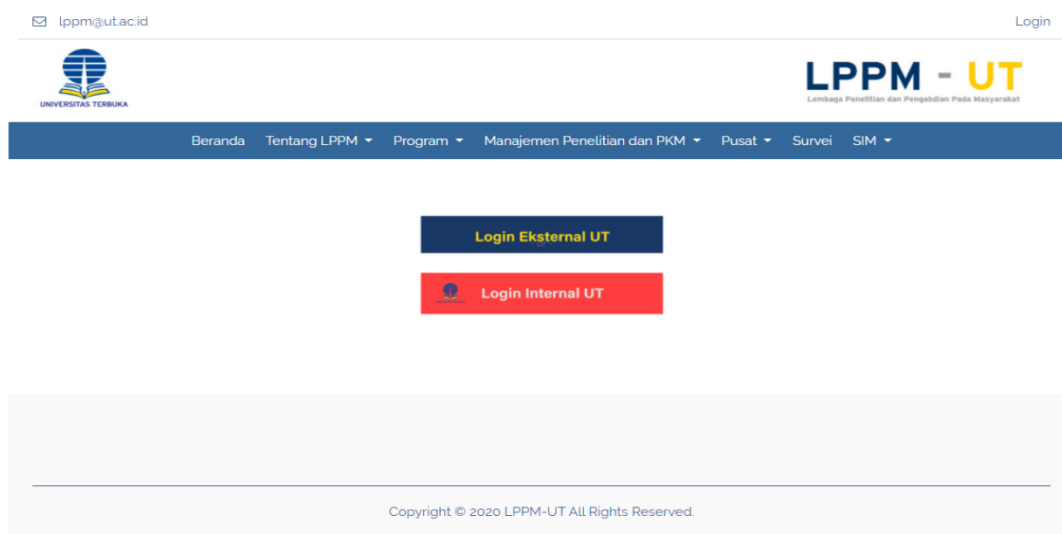 lppm@ut.ac.id
Login
UNIVERSITAS TERBUKA
LPPM - UT
Lembaga Penelitian dan Pengabdian Pada Masyarakat
Beranda Tentang LPPM Program Manajemen Penelitian dan PKM Pusat Survei SIM
Login Eksternal UT
Login Internal UT
Copyright © 2020 LPPM-UT All Rights Reserved.